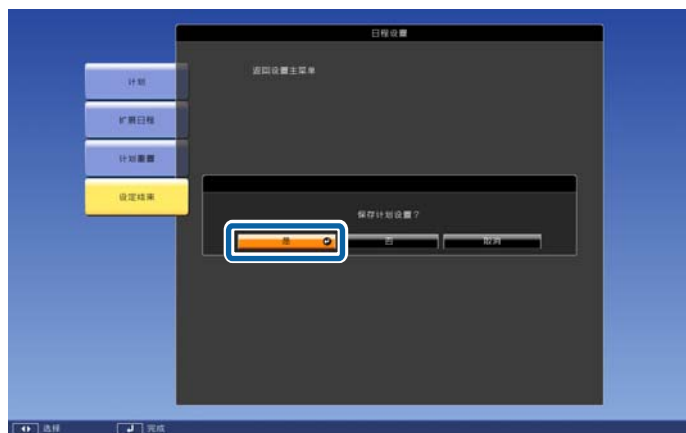 日程设置
返回设置主菜单
计划
扩展日程
计划重置
设定结束
保存计划设置？
是
否
取消
选择
完成